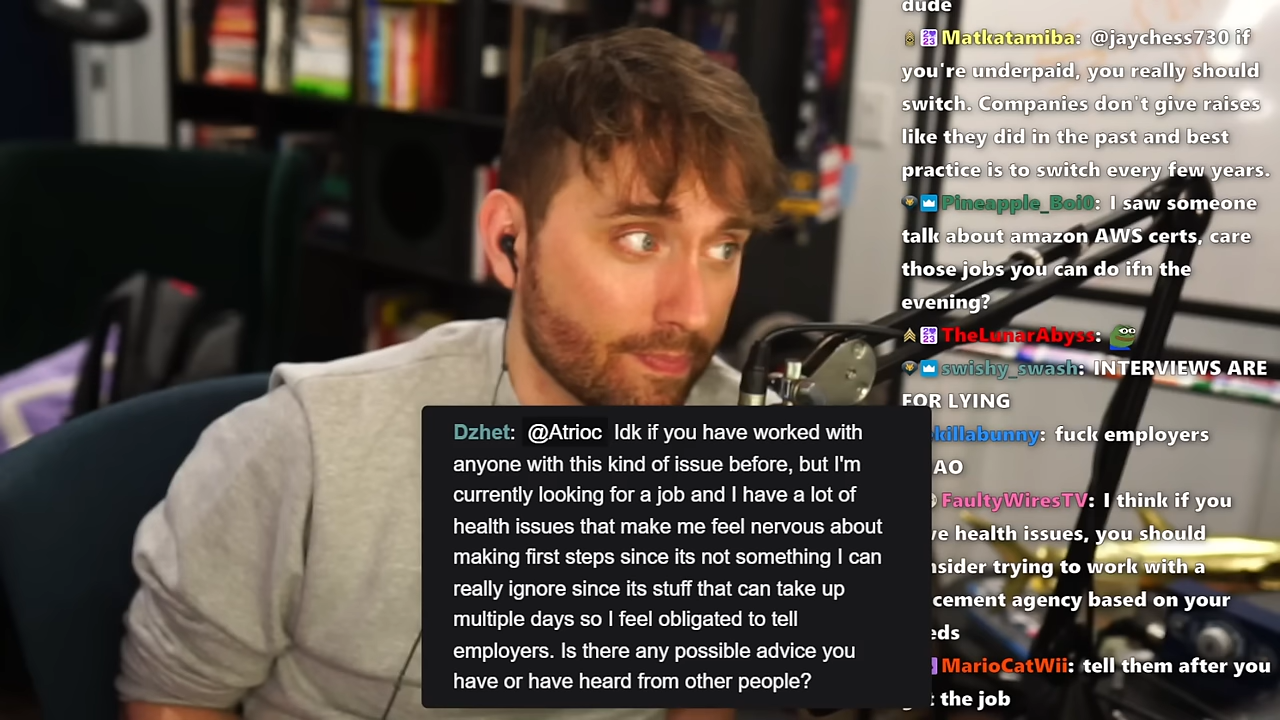 Dzhet: @Atrioc Idk if you have worked with
anyone with this kind of issue before, but I'm
currently looking for a job and I have a lot of
health issues that make me feel nervous about
making first steps since its not something I can
really ignore since its stuff that can take up
multiple days so I feel obligated to tell
employers. Is there any possible advice you
have or have heard from other people?
dude
Matkatamiba: @jaychess730 if
you're underpaid, you really should
switch. Companies don't give raises
like they did in the past and best
practice is to switch every few years.
Pineapple_Boi0: I saw someone
talk about amazon AWS certs, care
those jobs you can do ifn the
evening?
TheLunarAbyss:
swishy_swash: INTERVIEWS ARE
FOR LYING
killabunny: fuck employers
AO
FaultyWiresTV: I think if you
ve health issues, you should
nsider trying to work with a
cement agency based on your
eds
MarioCatWii: tell them after you
t the job